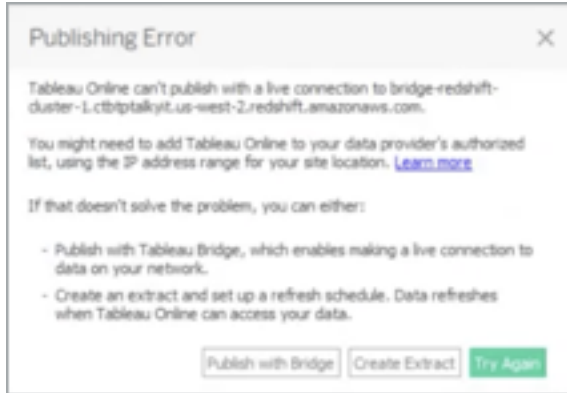 Publishing Error
Tableau Online can't publish with a live connection to bridge-redshift-
cluster-1.ctbtptalkyit.us-west-2.redshift.amazonaws.com.
You might need to add Tableau Online to your data provider's authorized
list, using the IP address range for your site location. Learn more
If that doesn't solve the problem, you can either:
- Publish with Tableau Bridge, which enables making a live connection to
data on your network.
- Create an extract and set up a refresh schedule. Data refreshes
when Tableau Online can access your data.
Publish with Bridge Create Extract Try Again